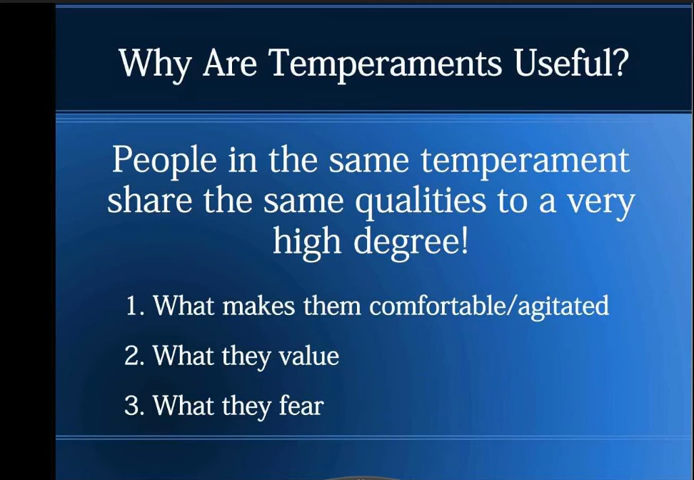 Why Are Temperaments Useful?
People in the same temperament
share the same qualities to a very
high degree!
1. What makes them comfortable/agitated
2. What they value
3. What they fear